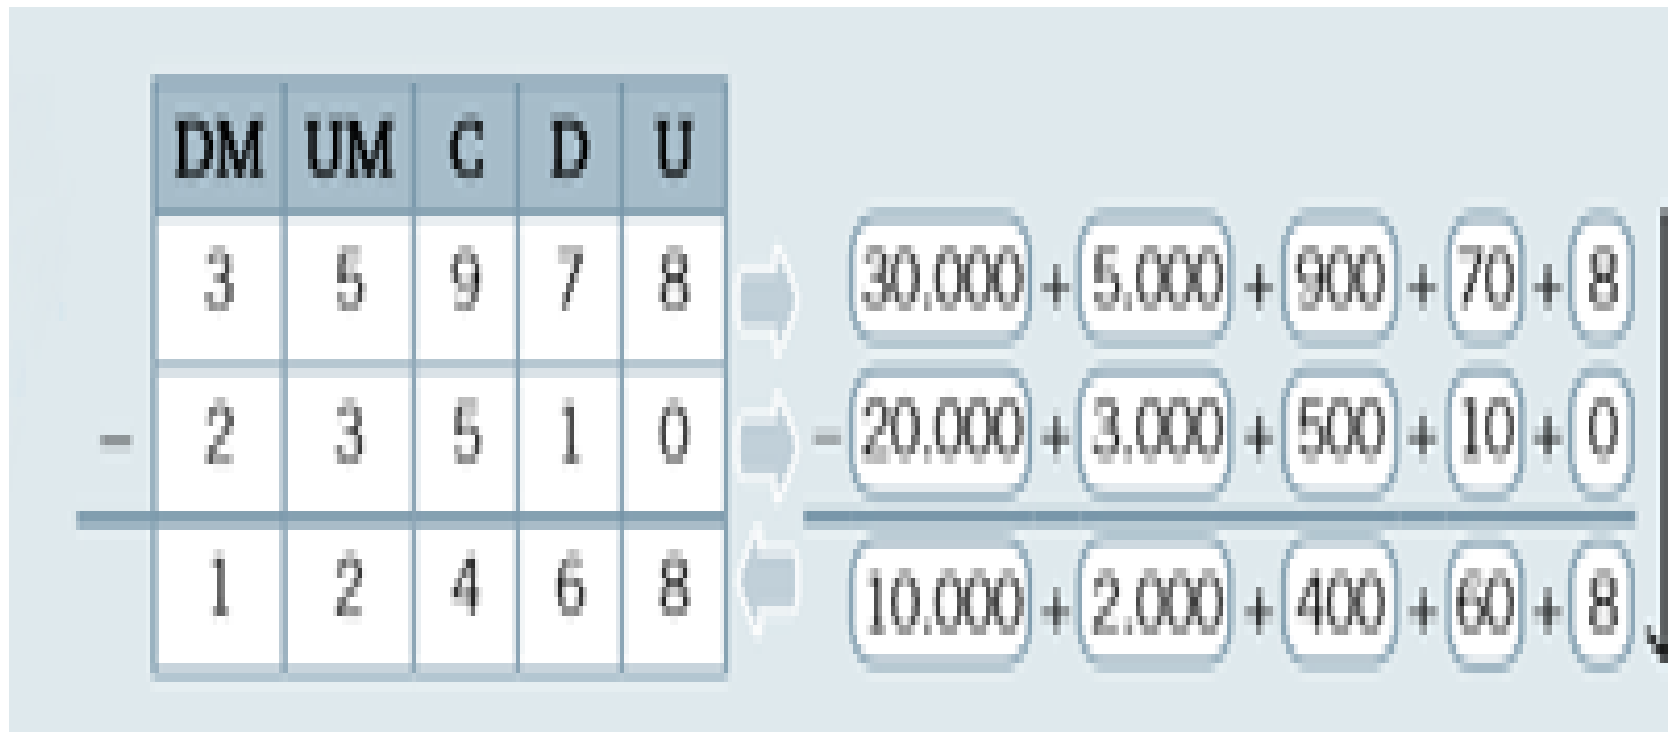 DM UM C D U
3 5 9 7 8 30.000 + 5.000 + 900 + 70 + 8
- 2 3 5 1 0 - 20.000 + 3.000 + 500 + 10 + 0
1 2 4 6 8 10.000 + 2.000 + 400 + 60 + 8